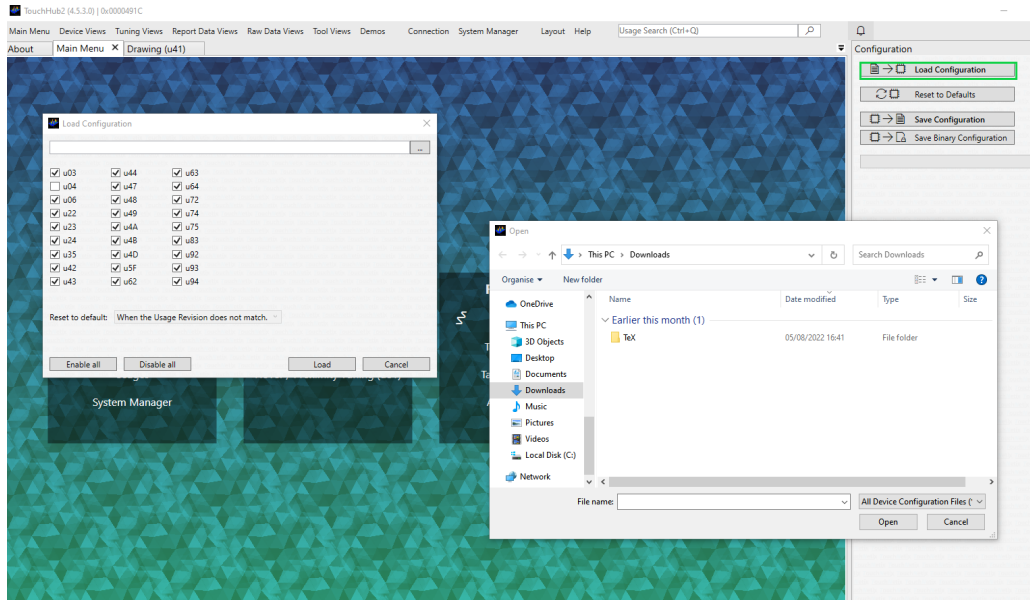 TouchHub2 (4.5.3.0) | 0x0000491C
Main Menu Device Views Tuning Views Report Data Views Raw Data Views Tool Views Demos Connection System Manager Layout Help Usage Search (Ctrl+Q)
About Main Menu Drawing (u41)
Configuration
Load Configuration
Reset to Defaults
Save Configuration
Save Binary Configuration
Load Configuration
...
u03 u44 u63
u04 u47 u64
u06 u48 u72
u22 u49 u74
u23 u4A u75
u24 u4B u83
u35 u4D u92
u42 u5F u93
u43 u62 u94
Reset to default: When the Usage Revision does not match.
Enable all Disable all Load Cancel
System Manager
Open
This PC > Downloads
Search Downloads
Organise New folder
Name Date modified Type Size
OneDrive
This PC
3D Objects
Desktop
Documents
Downloads
Music
Pictures
Videos
Local Disk (C:)
Network
Earlier this month (1)
TeX 05/08/2022 16:41 File folder
File name: All Device Configuration Files (*
Open Cancel